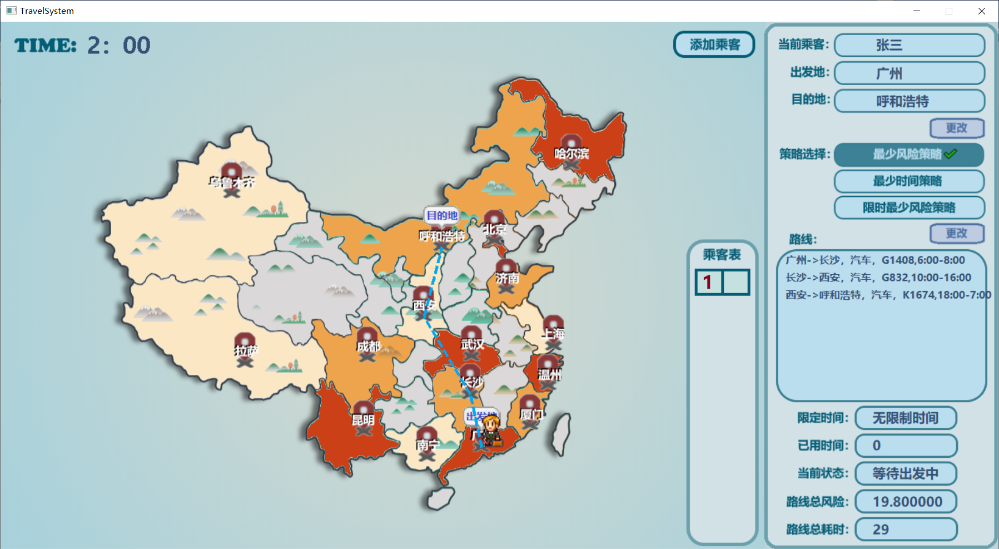 TravelSystem
TIME: 2: 00
添加乘客
哈尔滨
乌鲁木齐
目的地
呼和浩特
北京
济南
西安
上海
成都
武汉
拉萨
温州
长沙
昆明
出发地
厦门
南宁
广
乘客表
1
当前乘客: 张三
出发地: 广州
目的地: 呼和浩特
更改
策略选择: 最少风险策略
最少时间策略
限时最少风险策略
更改
路线:
广州->长沙，汽车，G1408,6:00-8:00
长沙->西安，汽车，G832,10:00-16:00
西安->呼和浩特，汽车，K1674,18:00-7:00
限定时间: 无限制时间
已用时间: 0
当前状态: 等待出发中
路线总风险: 19.800000
路线总耗时: 29